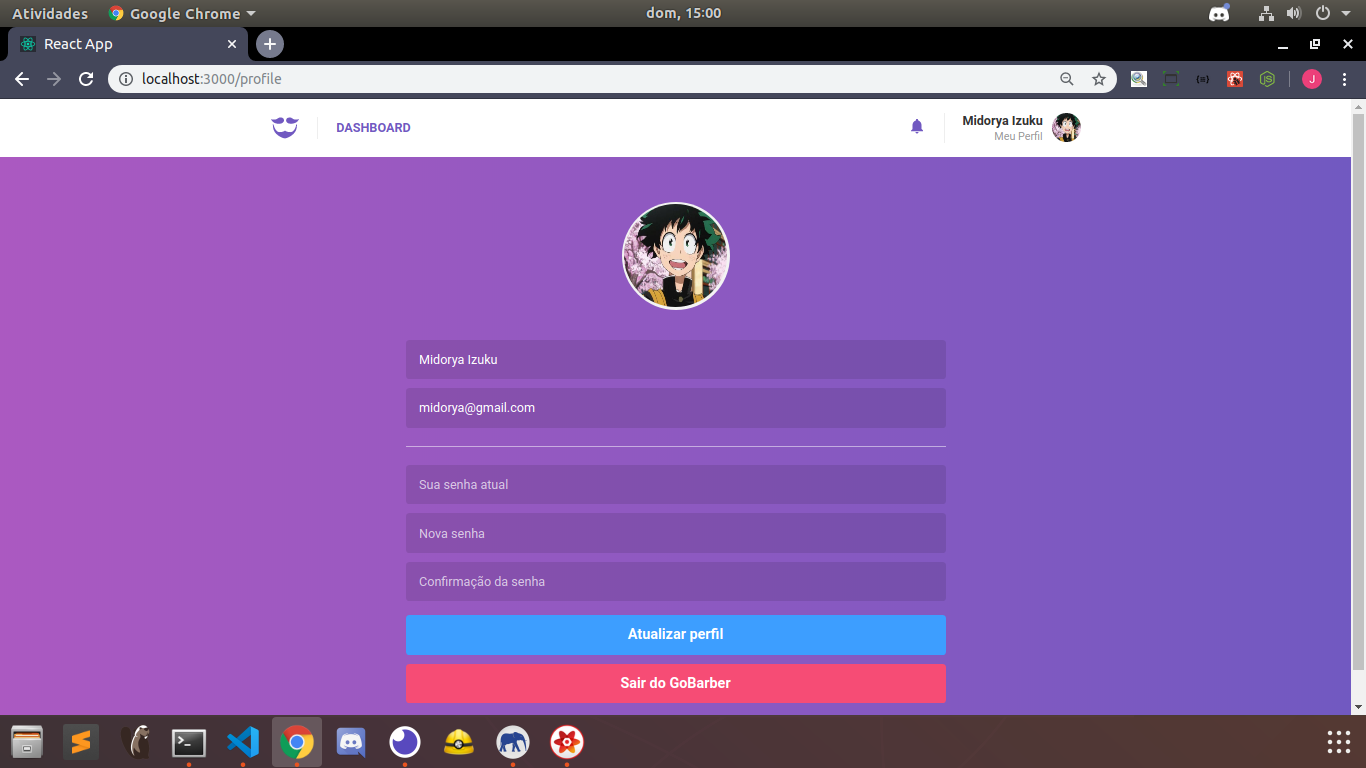 Atividades
Google Chrome
dom, 15:00
React App
localhost:3000/profile
J
DASHBOARD
Midorya Izuku
Meu Perfil
Midorya Izuku
midorya@gmail.com
Sua senha atual
Nova senha
Confirmação da senha
Atualizar perfil
Sair do GoBarber